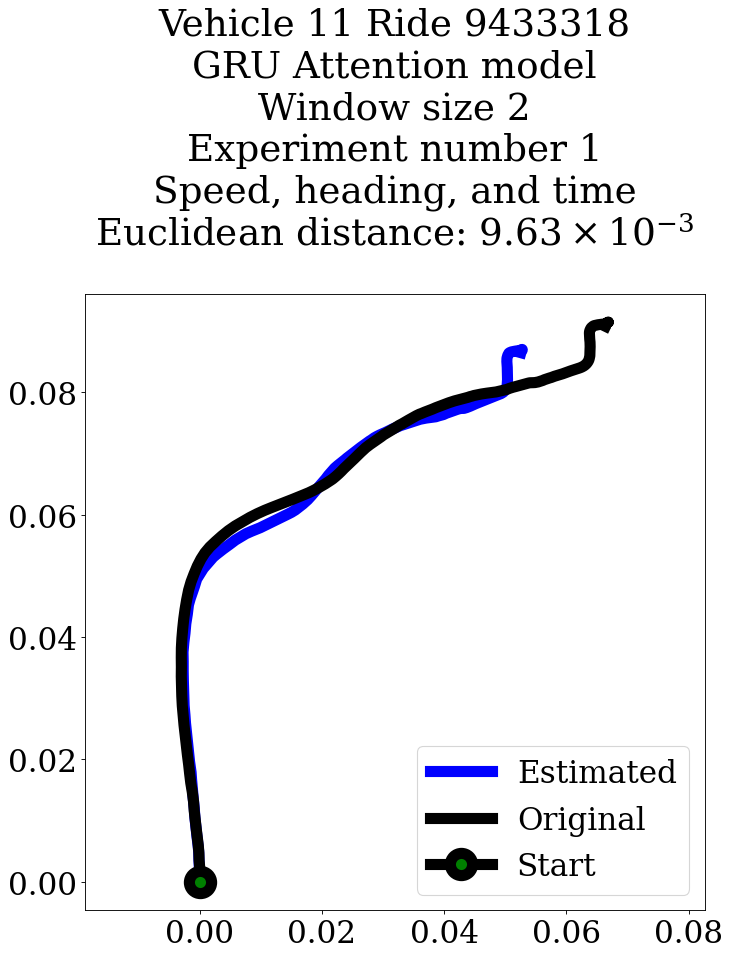 Vehicle 11 Ride 9433318
GRU Attention model
Window size 2
Experiment number 1
Speed, heading, and time
Euclidean distance: 9.63 × 10⁻³
0.08
0.06
0.04
0.02
0.00
Estimated
Original
Start
0.00 0.02 0.04 0.06 0.08